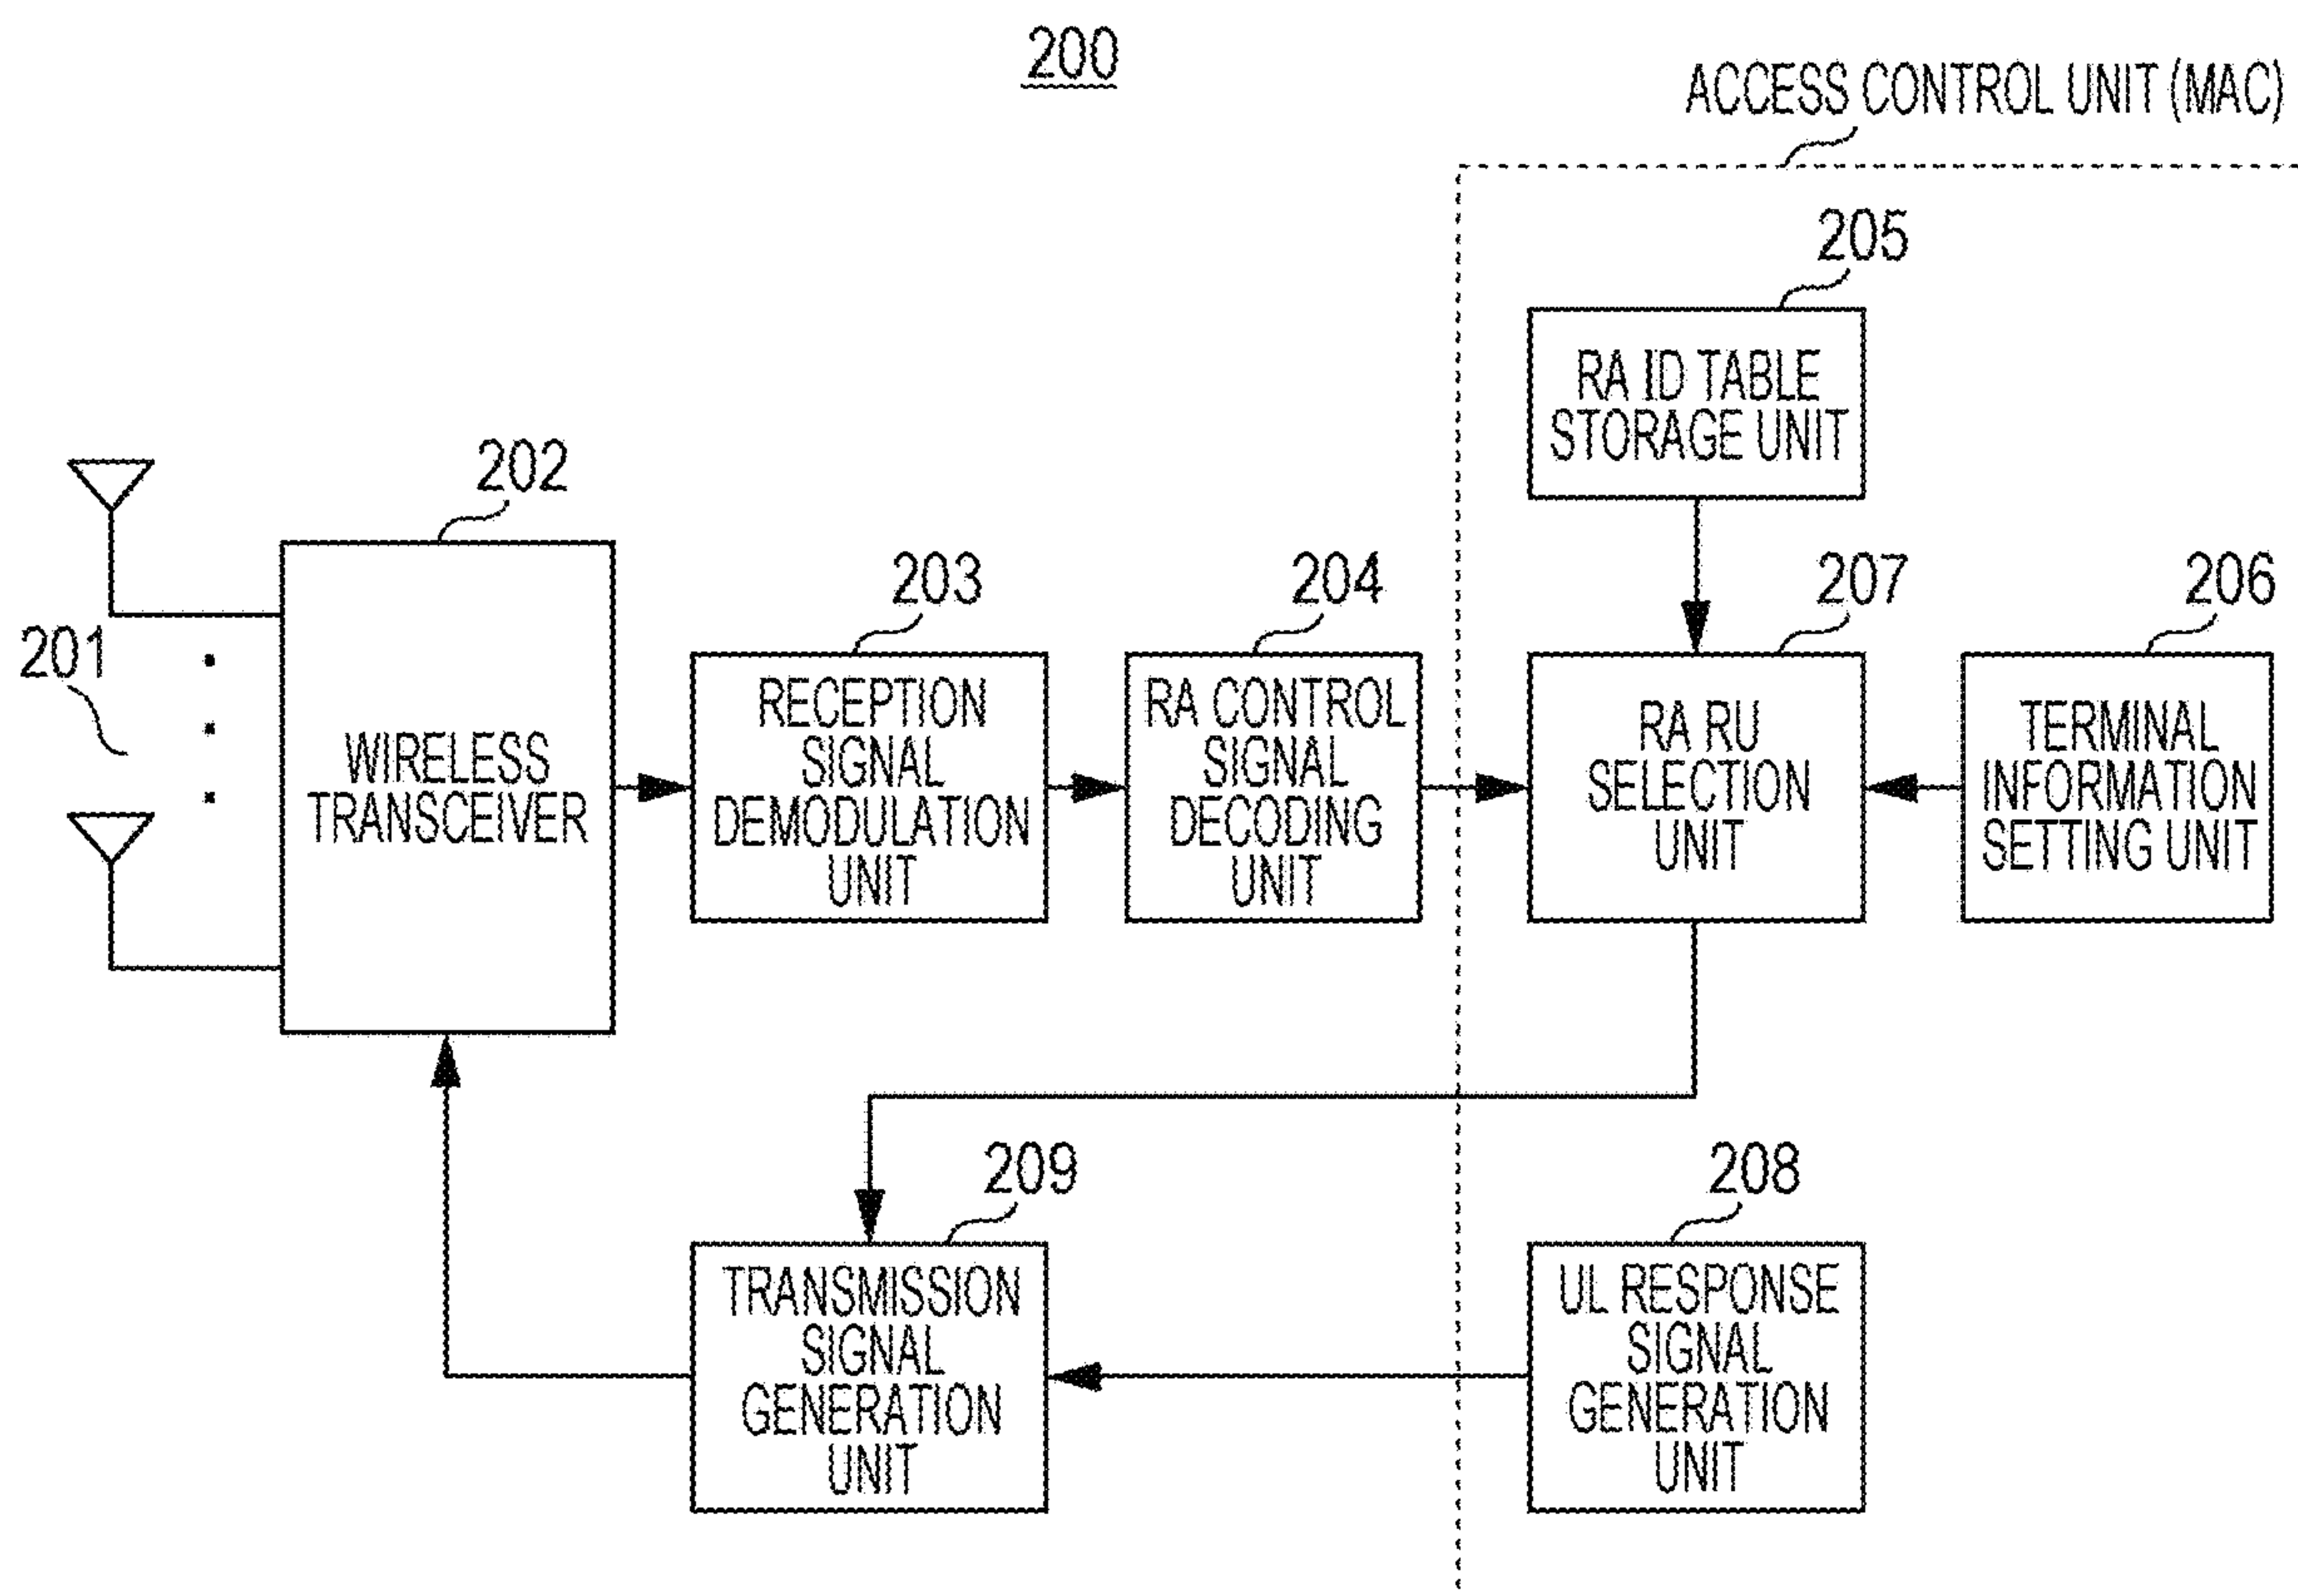 200
ACCESS CONTROL UNIT (MAC)
205
RA ID TABLE
STORAGE UNIT
202
203
204
207
206
201
WIRELESS
TRANSCEIVER
RECEPTION
SIGNAL
DEMODULATION
UNIT
RA CONTROL
SIGNAL
DECODING
UNIT
RA RU
SELECTION
UNIT
TERMINAL
INFORMATION
SETTING UNIT
209
208
TRANSMISSION
SIGNAL
GENERATION
UNIT
UL RESPONSE
SIGNAL
GENERATION
UNIT